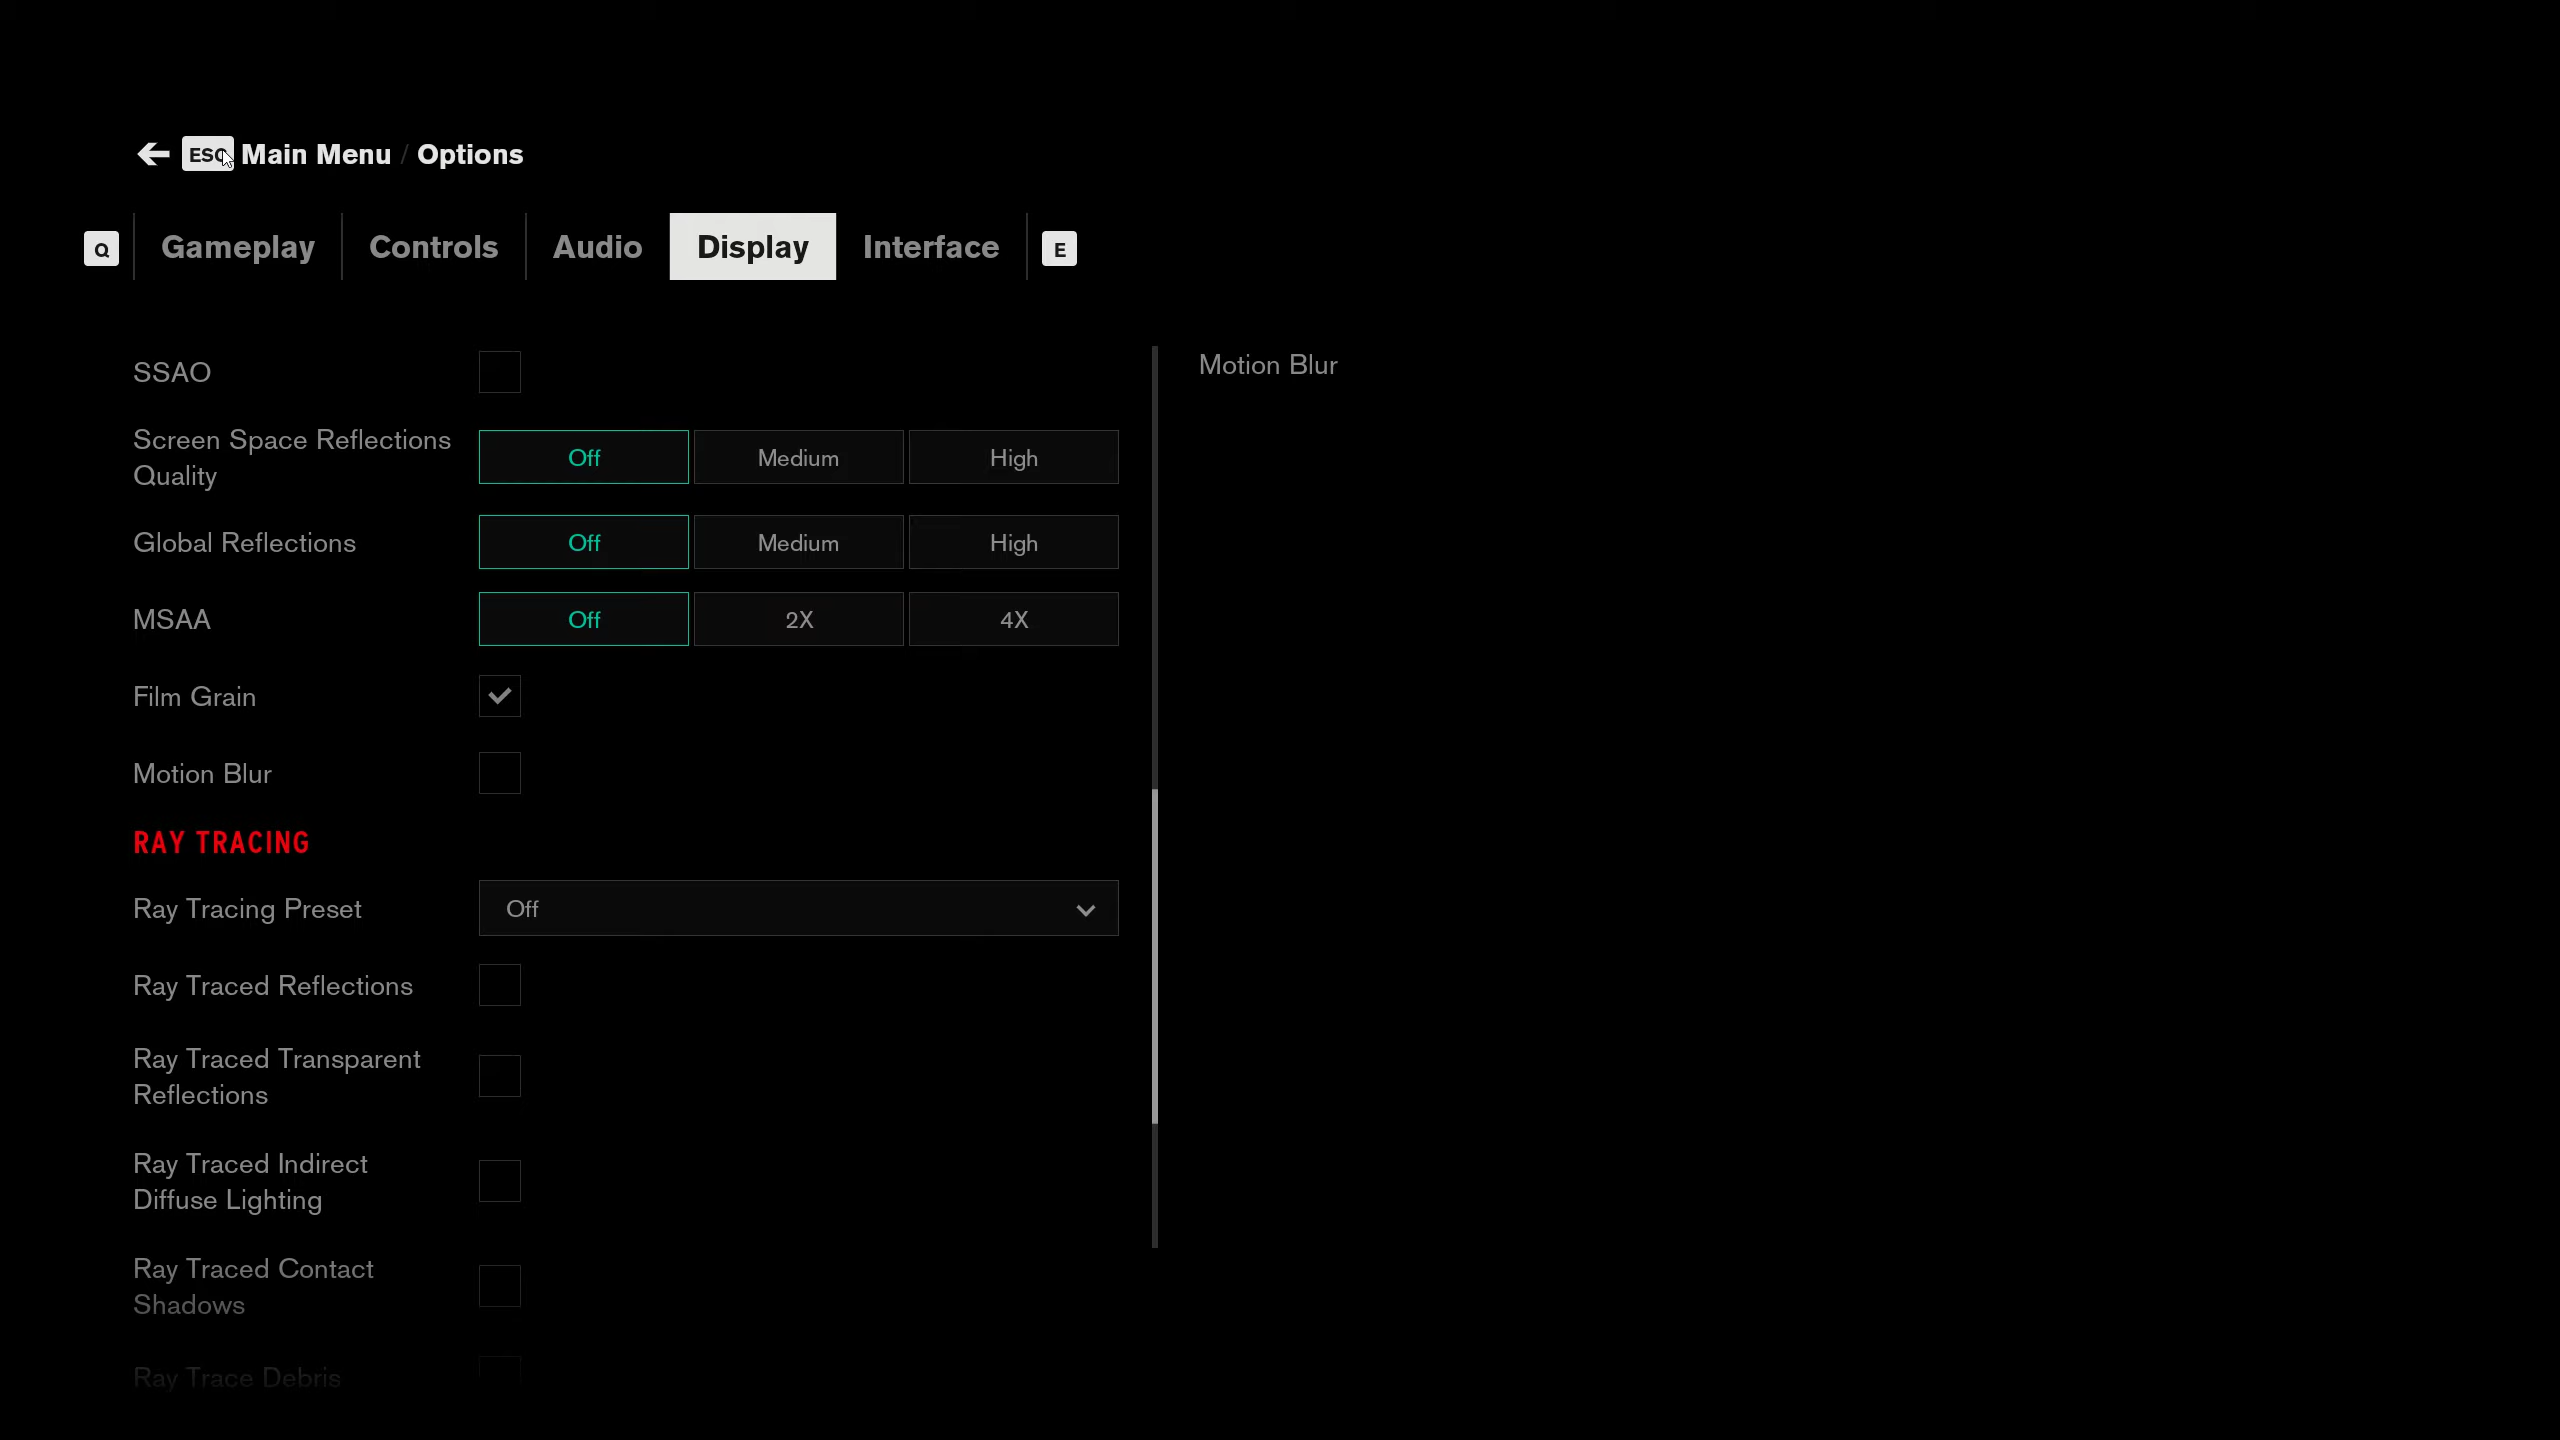 ESC Main Menu / Options
Q Gameplay Controls Audio Display Interface E
SSAO
Motion Blur
Screen Space Reflections
Quality
Off Medium High
Global Reflections Off Medium High
MSAA Off 2X 4X
Film Grain
Motion Blur
RAY TRACING
Ray Tracing Preset Off
Ray Traced Reflections
Ray Traced Transparent
Reflections
Ray Traced Indirect
Diffuse Lighting
Ray Traced Contact
Shadows
Ray Trace Debris